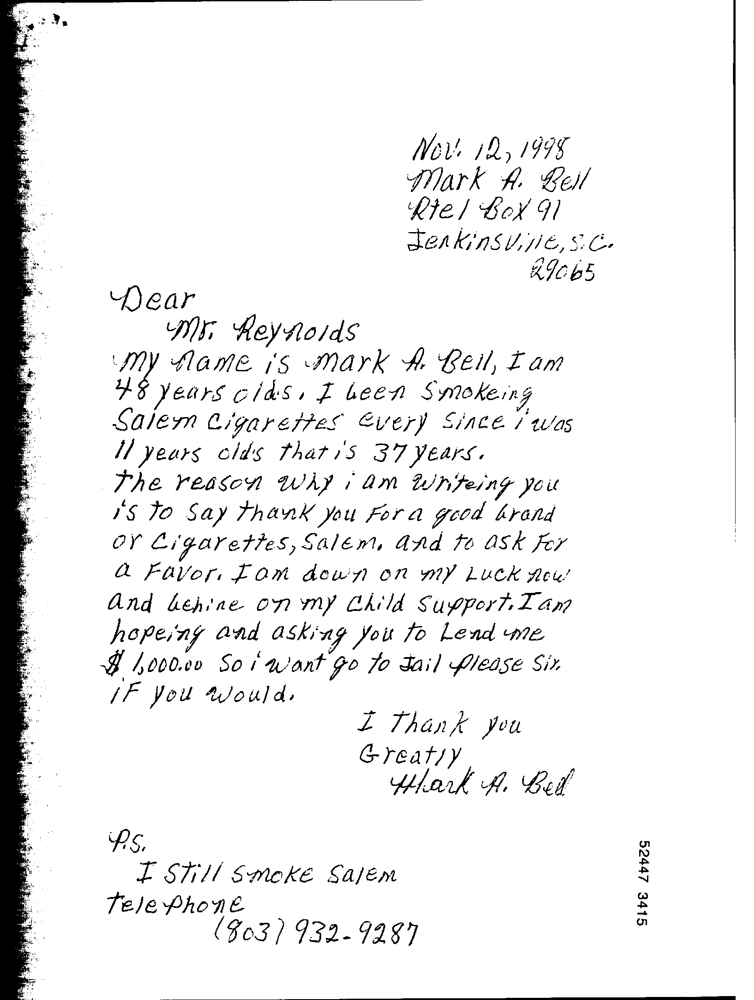 Nov. 12, 1998
Mark A. Bell
Rte 1 Box 91
Jenkinsville, S.C.
29065
Dear
Mr. Reynolds
My name is Mark A. Bell, I am
48 years olds. I been Smokeing
Salem Cigarettes every Since i was
11 years olds that is 37 years.
the reason why i am writeing you
is to Say thank you For a good brand
or Cigarettes, Salem. and to ask For
a Favor. I am down on my Luck now
and behine on my Child Support. I am
hopeing and asking you to Lend me
$ 1,000.00 So i want go to Jail please Sir.
iF you would.
I Thank you
Greatly
Mark A. Bell
P.S.
I Still Smoke Salem
telephone
(803) 932-9287
52447 3415